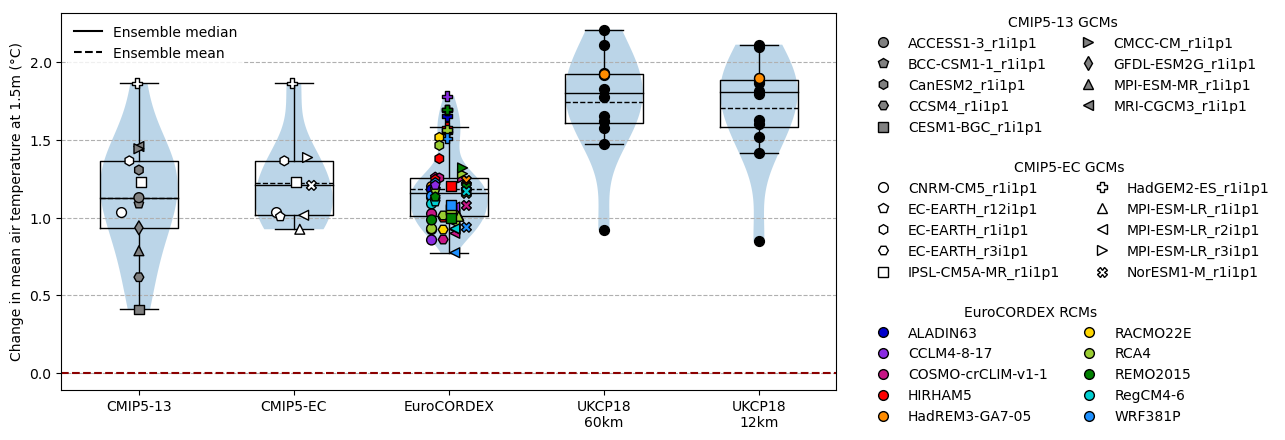 Change in mean air temperature at 1.5m (°C)
2.0
1.5
1.0
0.5
0.0
Ensemble median
Ensemble mean
CMIP5-13
CMIP5-EC
EuroCORDEX
UKCP18
60km
UKCP18
12km
CMIP5-13 GCMs
ACCESS1-3_r1i1p1
BCC-CSM1-1_r1i1p1
CanESM2_r1i1p1
CCSM4_r1i1p1
CESM1-BGC_r1i1p1
CMCC-CM_r1i1p1
GFDL-ESM2G_r1i1p1
MPI-ESM-MR_r1i1p1
MRI-CGCM3_r1i1p1
CMIP5-EC GCMs
CNRM-CM5_r1i1p1
EC-EARTH_r12i1p1
EC-EARTH_r1i1p1
EC-EARTH_r3i1p1
IPSL-CM5A-MR_r1i1p1
HadGEM2-ES_r1i1p1
MPI-ESM-LR_r1i1p1
MPI-ESM-LR_r2i1p1
MPI-ESM-LR_r3i1p1
NorESM1-M_r1i1p1
EuroCORDEX RCMs
ALADIN63
CCLM4-8-17
COSMO-crCLIM-v1-1
HIRHAM5
HadREM3-GA7-05
RACMO22E
RCA4
REMO2015
RegCM4-6
WRF381P